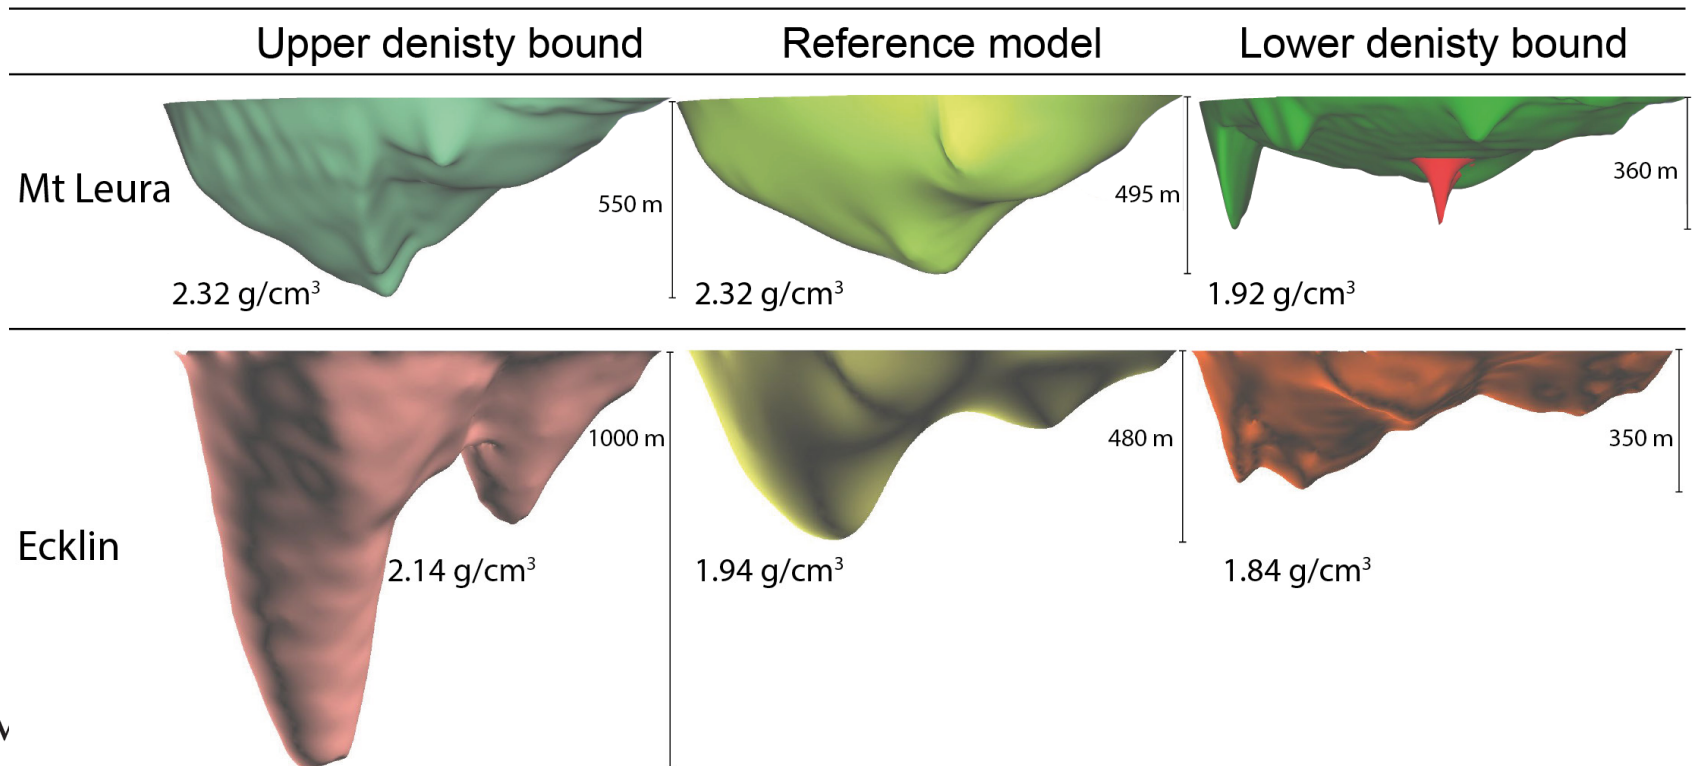 Upper denisty bound Reference model Lower denisty bound
Mt Leura
550 m
495 m
360 m
2.32 g/cm³
2.32 g/cm³
1.92 g/cm³
1000 m
480 m
350 m
Ecklin
2.14 g/cm³
1.94 g/cm³
1.84 g/cm³